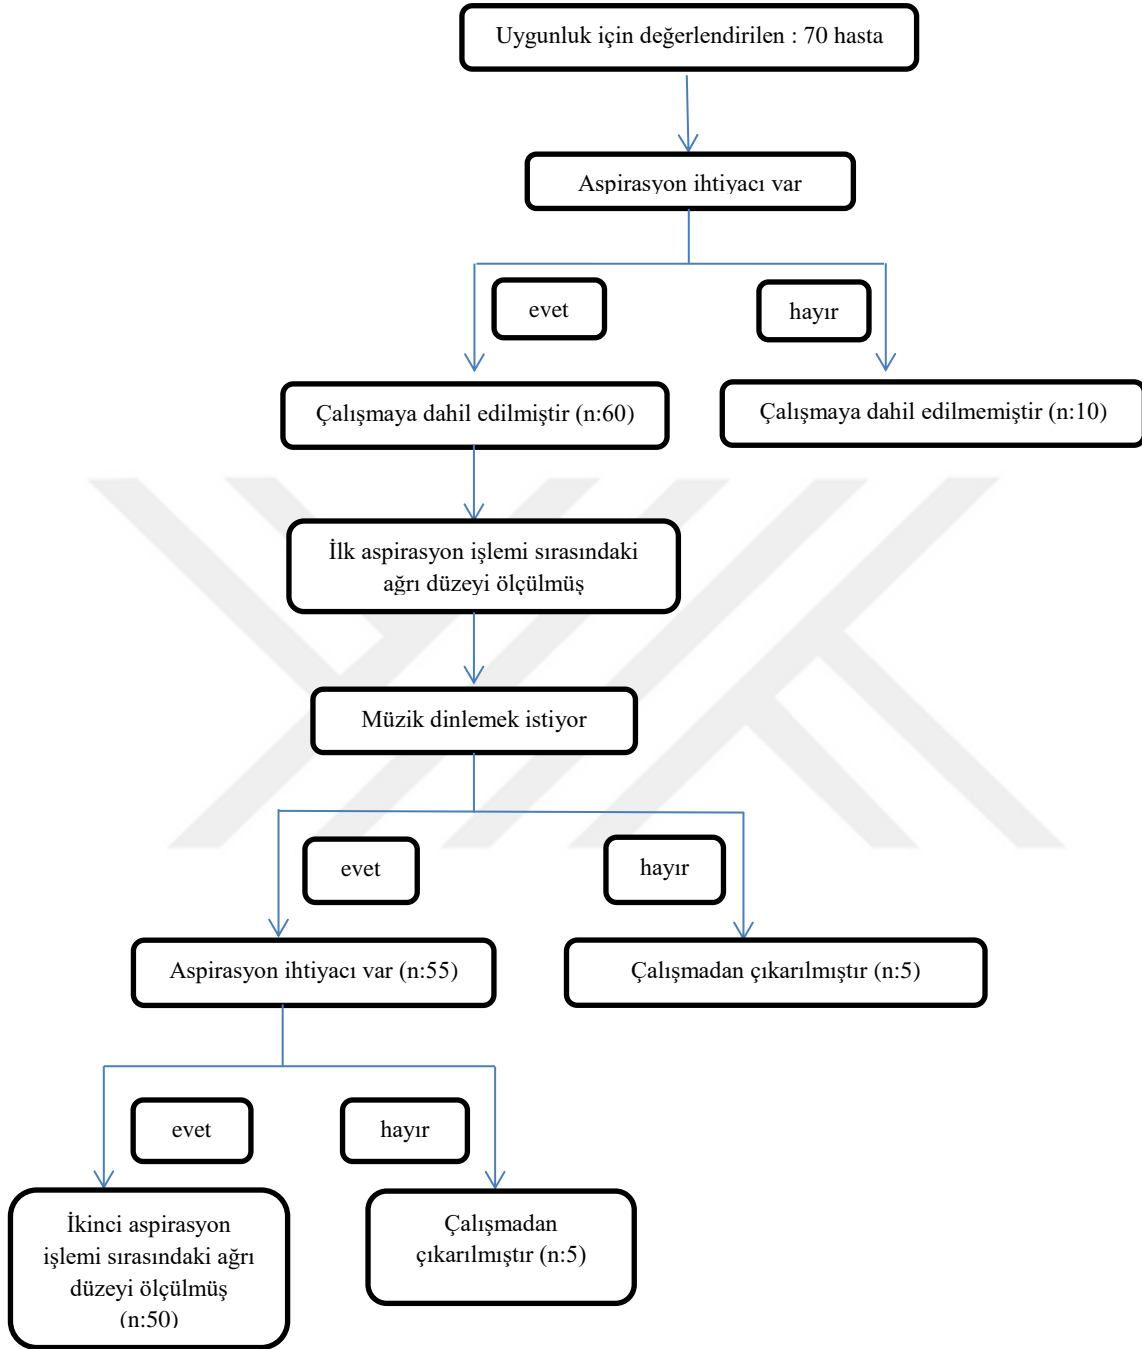 Uygunluk için değerlendirilen : 70 hasta
Aspirasyon ihtiyacı var
evet
hayır
Çalışmaya dahil edilmiştir (n:60)
Çalışmaya dahil edilmemiştir (n:10)
İlk aspirasyon işlemi sırasındaki
ağrı düzeyi ölçülmüş
Müzik dinlemek istiyor
evet
hayır
Aspirasyon ihtiyacı var (n:55)
Çalışmadan çıkarılmıştır (n:5)
evet
hayır
İkinci aspirasyon
işlemi sırasındaki ağrı
düzeyi ölçülmüş
(n:50)
Çalışmadan
çıkarılmıştır (n:5)